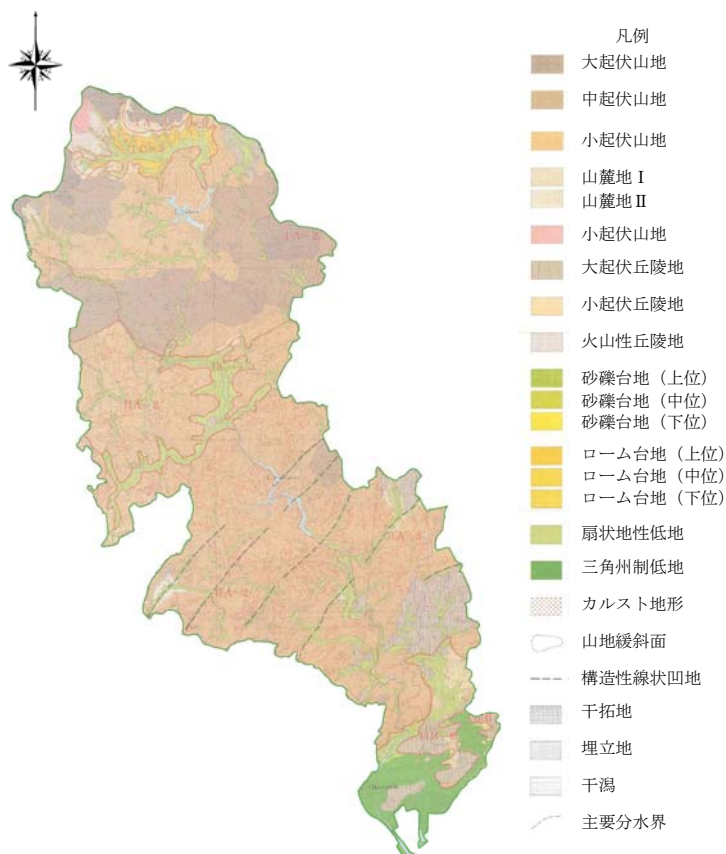 凡例
大起伏山地
中起伏山地
小起伏山地
山麓地Ⅰ
山麓地Ⅱ
小起伏山地
大起伏丘陵地
小起伏丘陵地
火山性丘陵地
砂礫台地（上位）
砂礫台地（中位）
砂礫台地（下位）
ローム台地（上位）
ローム台地（中位）
ローム台地（下位）
扇状地性低地
三角州制低地
カルスト地形
山地緩斜面
構造性線状凹地
干拓地
埋立地
干潟
主要分水界